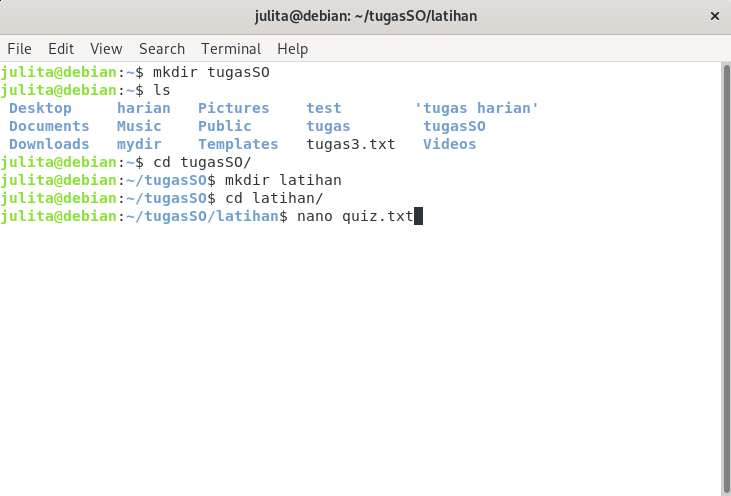 julita@debian: ~/tugasSO/latihan
×
File Edit View Search Terminal Help
julita@debian:~$ mkdir tugasSO
julita@debian:~$ ls
Desktop harian Pictures test 'tugas harian'
Documents Music Public tugas tugasSO
Downloads mydir Templates tugas3.txt Videos
julita@debian:~$ cd tugasSO/
julita@debian:~/tugasSO$ mkdir latihan
julita@debian:~/tugasSO$ cd latihan/
julita@debian:~/tugasSO/latihan$ nano quiz.txt